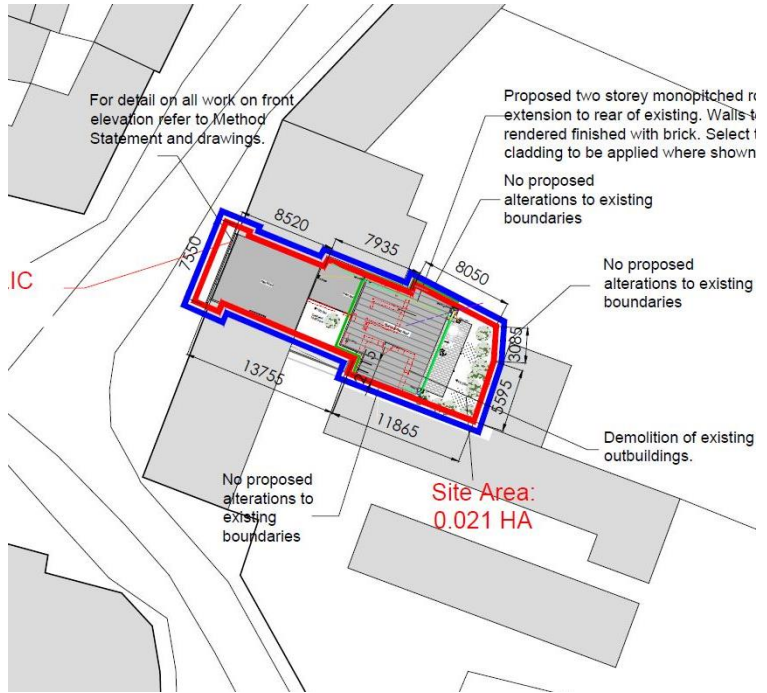 For detail on all work on front
elevation refer to Method
Statement and drawings.
Proposed two storey monopitched
extension to rear of existing. Walls
rendered finished with brick. Select
cladding to be applied where shown
No proposed
alterations to existing
boundaries
No proposed
alterations to existing
boundaries
8520
7935
8050
7550
3085
5595
13755
11865
Demolition of existing
outbuildings.
No proposed
alterations to
existing
boundaries
Site Area:
0.021 HA